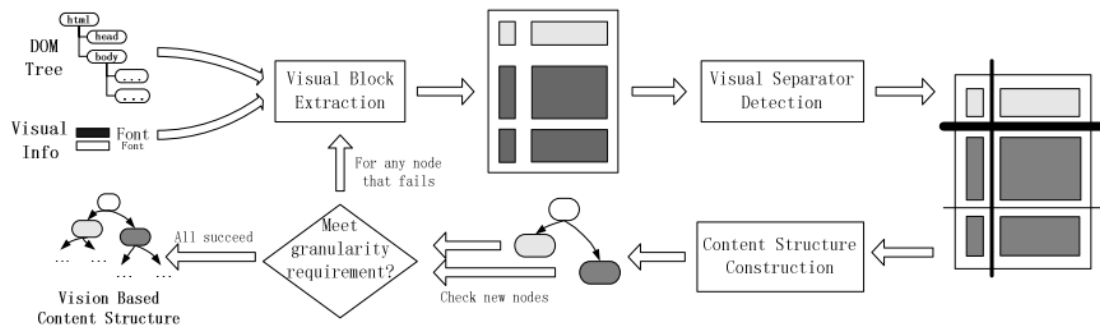 html
head
body
...
...
DOM
Tree
Visual
Info
Font
Font
Visual Block
Extraction
Visual Separator
Detection
For any node
that fails
Meet
granularity
requirement?
All succeed
Check new nodes
Content Structure
Construction
... ... ... ...
Vision Based
Content Structure